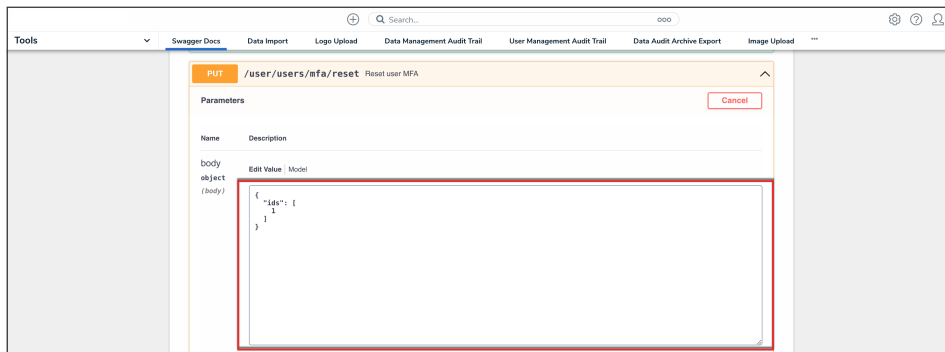 Search...
Tools
Swagger Docs Data Import Logo Upload Data Management Audit Trail User Management Audit Trail Data Audit Archive Export Image Upload ...
PUT /user/users/mfa/reset Reset user MFA
Parameters Cancel
Name Description
body
object
(body)
Edit Value Model
{
"ids": [
1
]
}